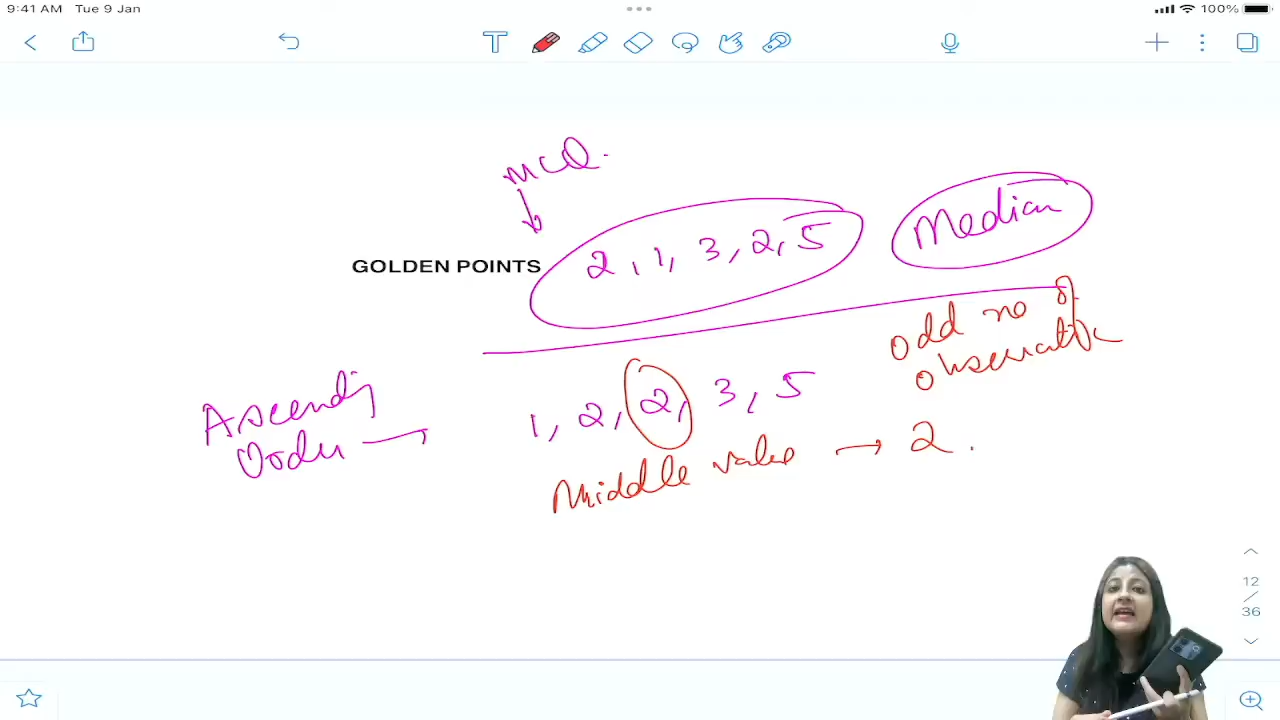 9:41 AM Tue 9 Jan
100%
T
MCQ.
GOLDEN POINTS
2, 1, 3, 2, 5
Median
odd no of
observation
Ascending
Order
1, 2, 2, 3, 5
Middle value → 2.
12
36